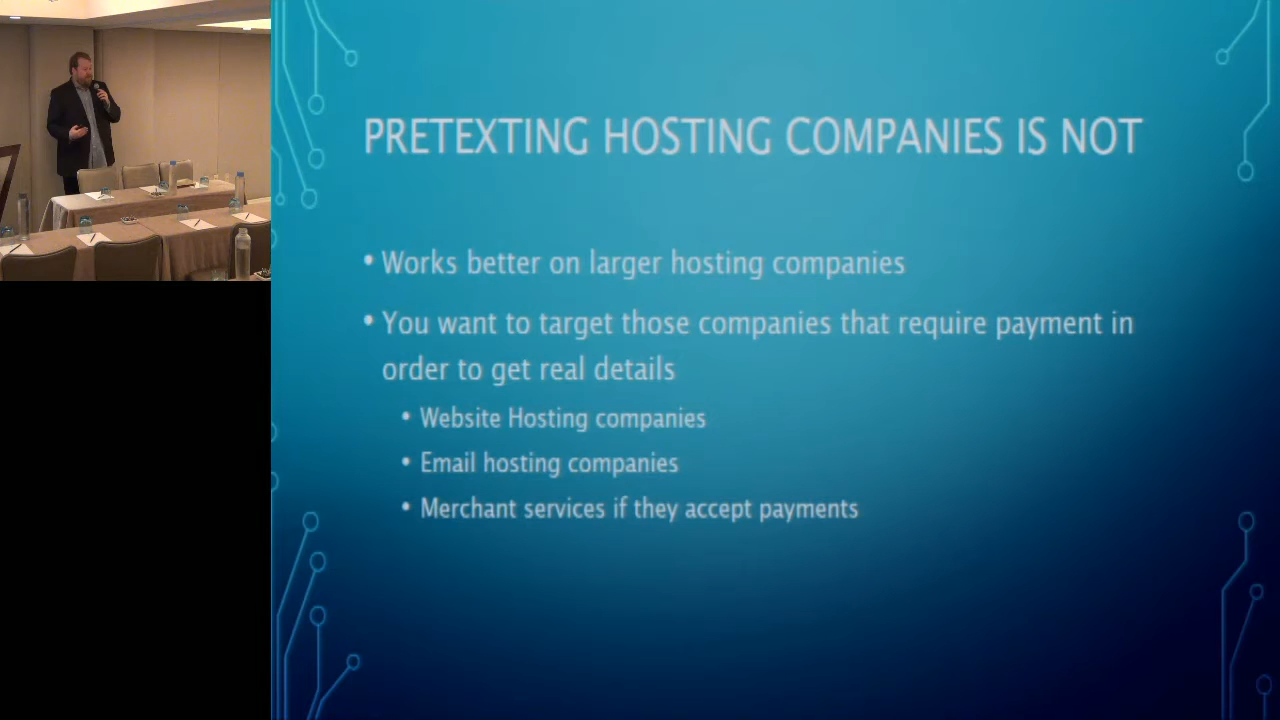 PRETEXTING HOSTING COMPANIES IS NOT
• Works better on larger hosting companies
• You want to target those companies that require payment in
order to get real details
• Website Hosting companies
• Email hosting companies
• Merchant services if they accept payments